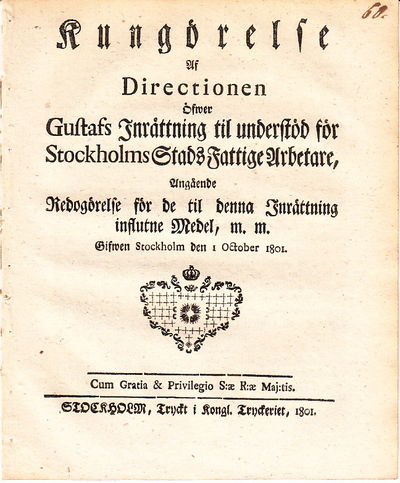 60.
Kungörelse
Af
Directionen
Öfwer
Gustafs Inrättning til understöd för
Stockholms Stads Fattige Arbetare,
Angående
Redogörelse för de til denna Inrättning
influtne Medel, m. m.
Gifwen Stockholm den 1 October 1801.
Cum Gratia & Privilegio S:æ R:æ Maj:tis.
STOCKHOLM, Tryckt i Kongl. Tryckeriet, 1801.